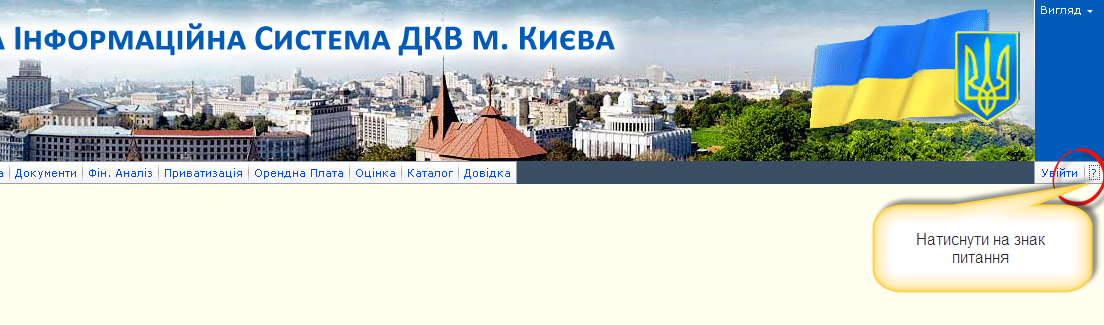 Вигляд
А ІНФОРМАЦІЙНА СИСТЕМА ДКВ М. КИЄВА
а Документи Фін. Аналіз Приватизація Орендна Плата Оцінка Каталог Довідка Увійти ?
Натиснути на знак
питання